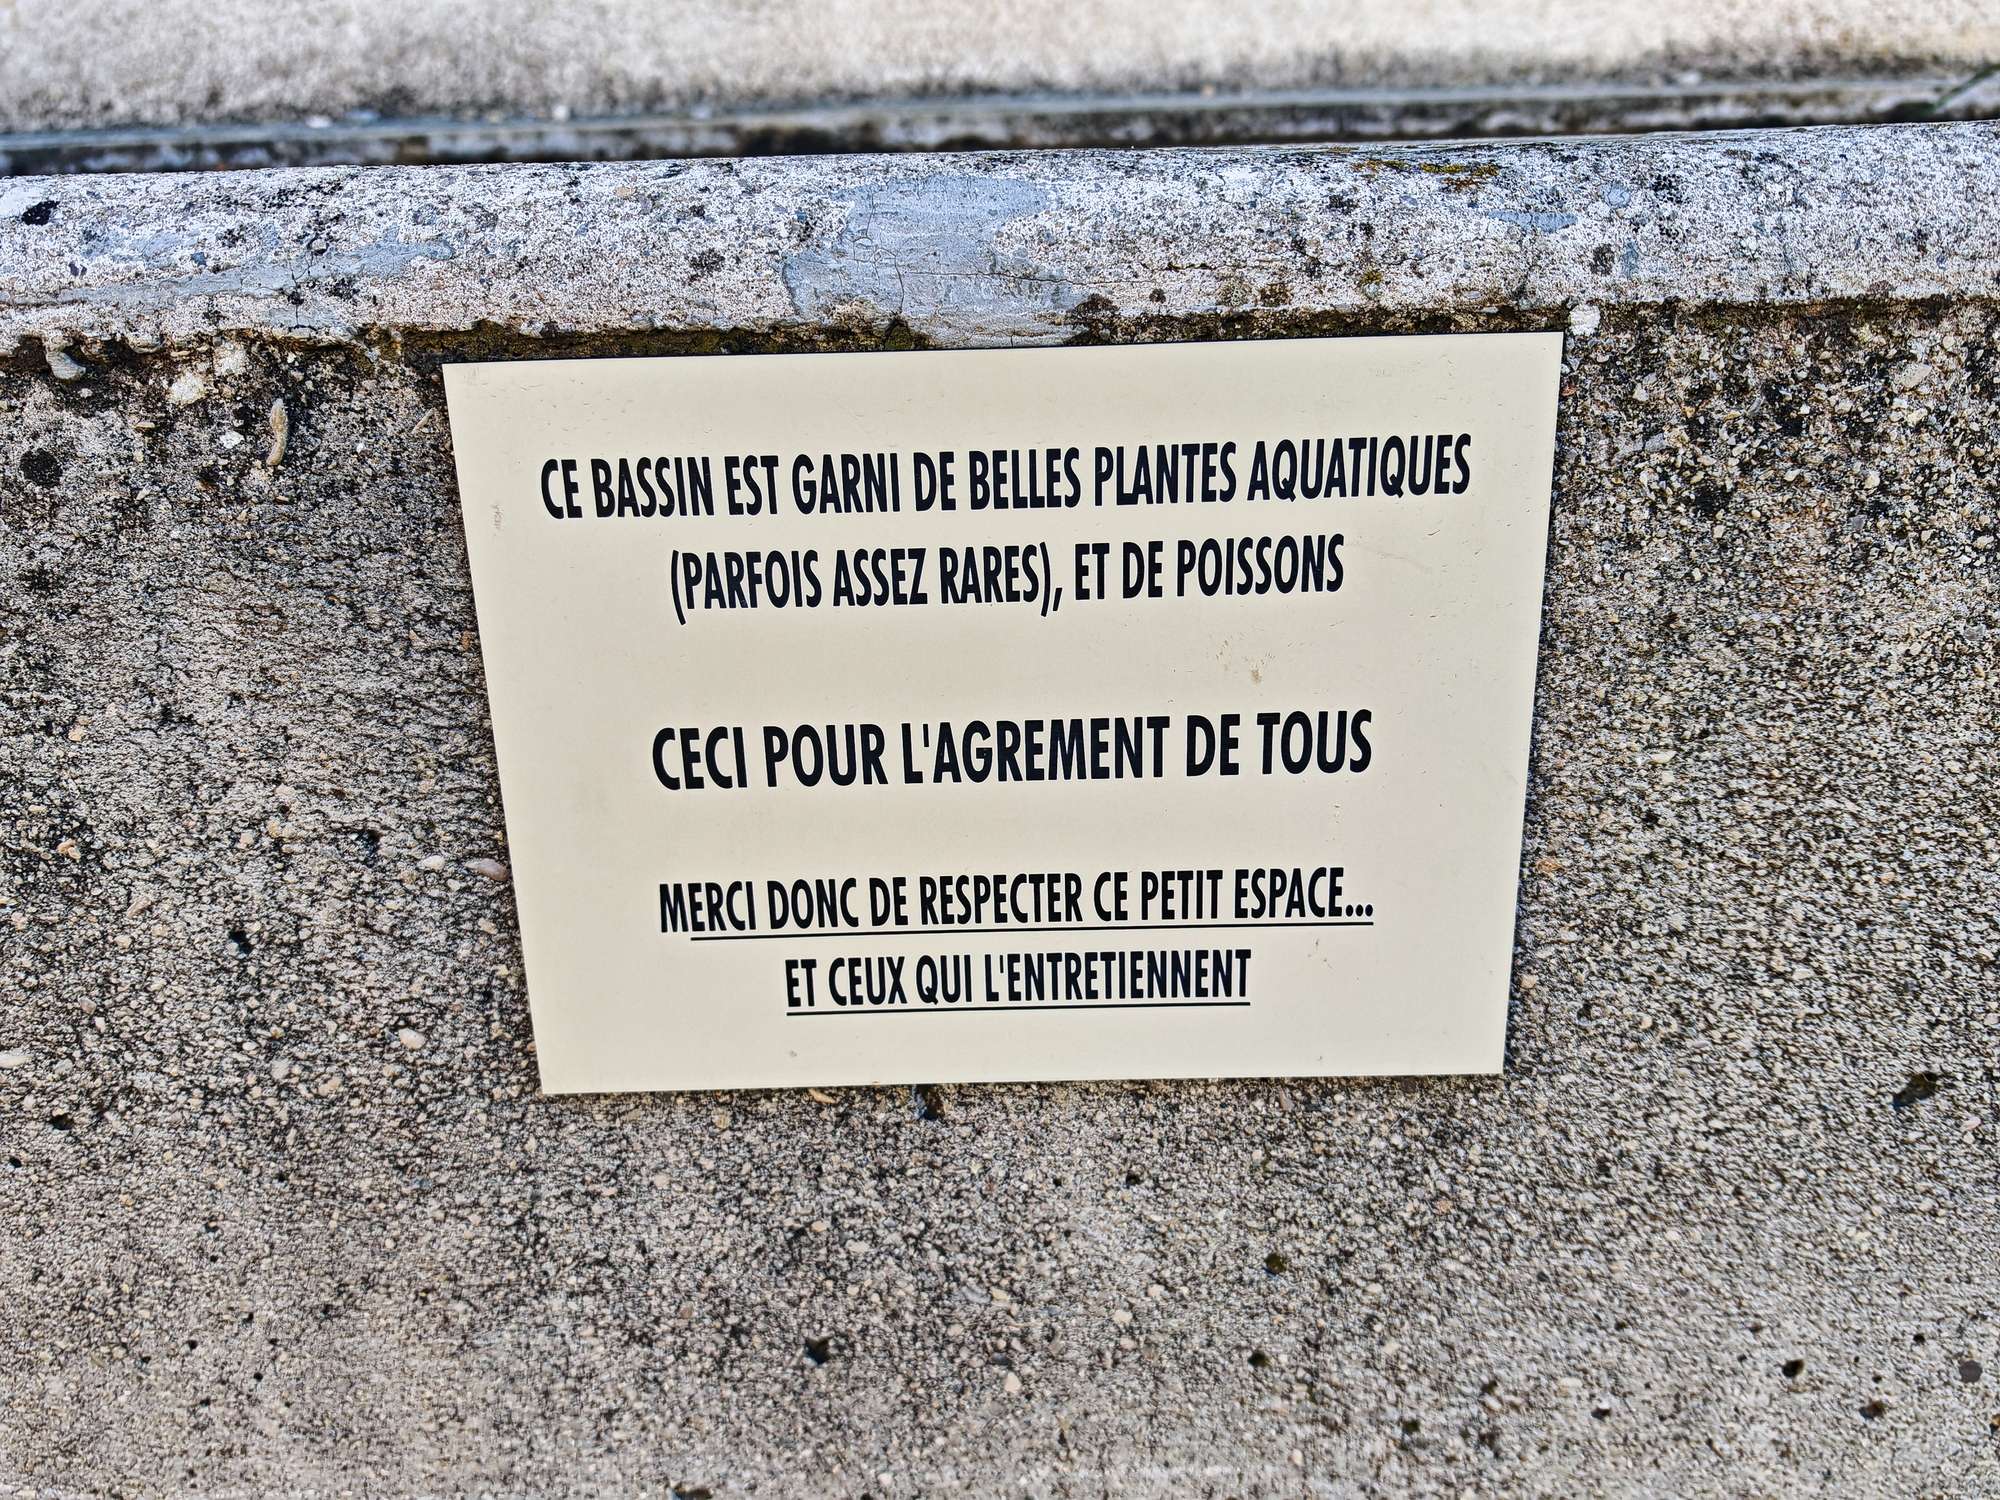 CE BASSIN EST GARNI DE BELLES PLANTES AQUATIQUES
(PARFOIS ASSEZ RARES), ET DE POISSONS
CECI POUR L'AGREMENT DE TOUS
MERCI DONC DE RESPECTER CE PETIT ESPACE...
ET CEUX QUI L'ENTRETIENNENT